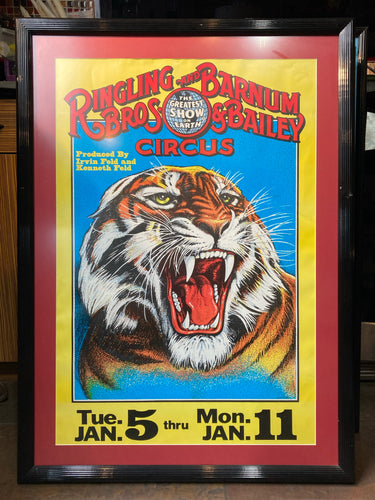 RINGLING AND BARNUM
BROS & BAILEY
THE
GREATEST
SHOW
ON
EARTH
CIRCUS
Produced By
Irvin Feld and
Kenneth Feld
Tue. JAN. 5 thru Mon. JAN. 11